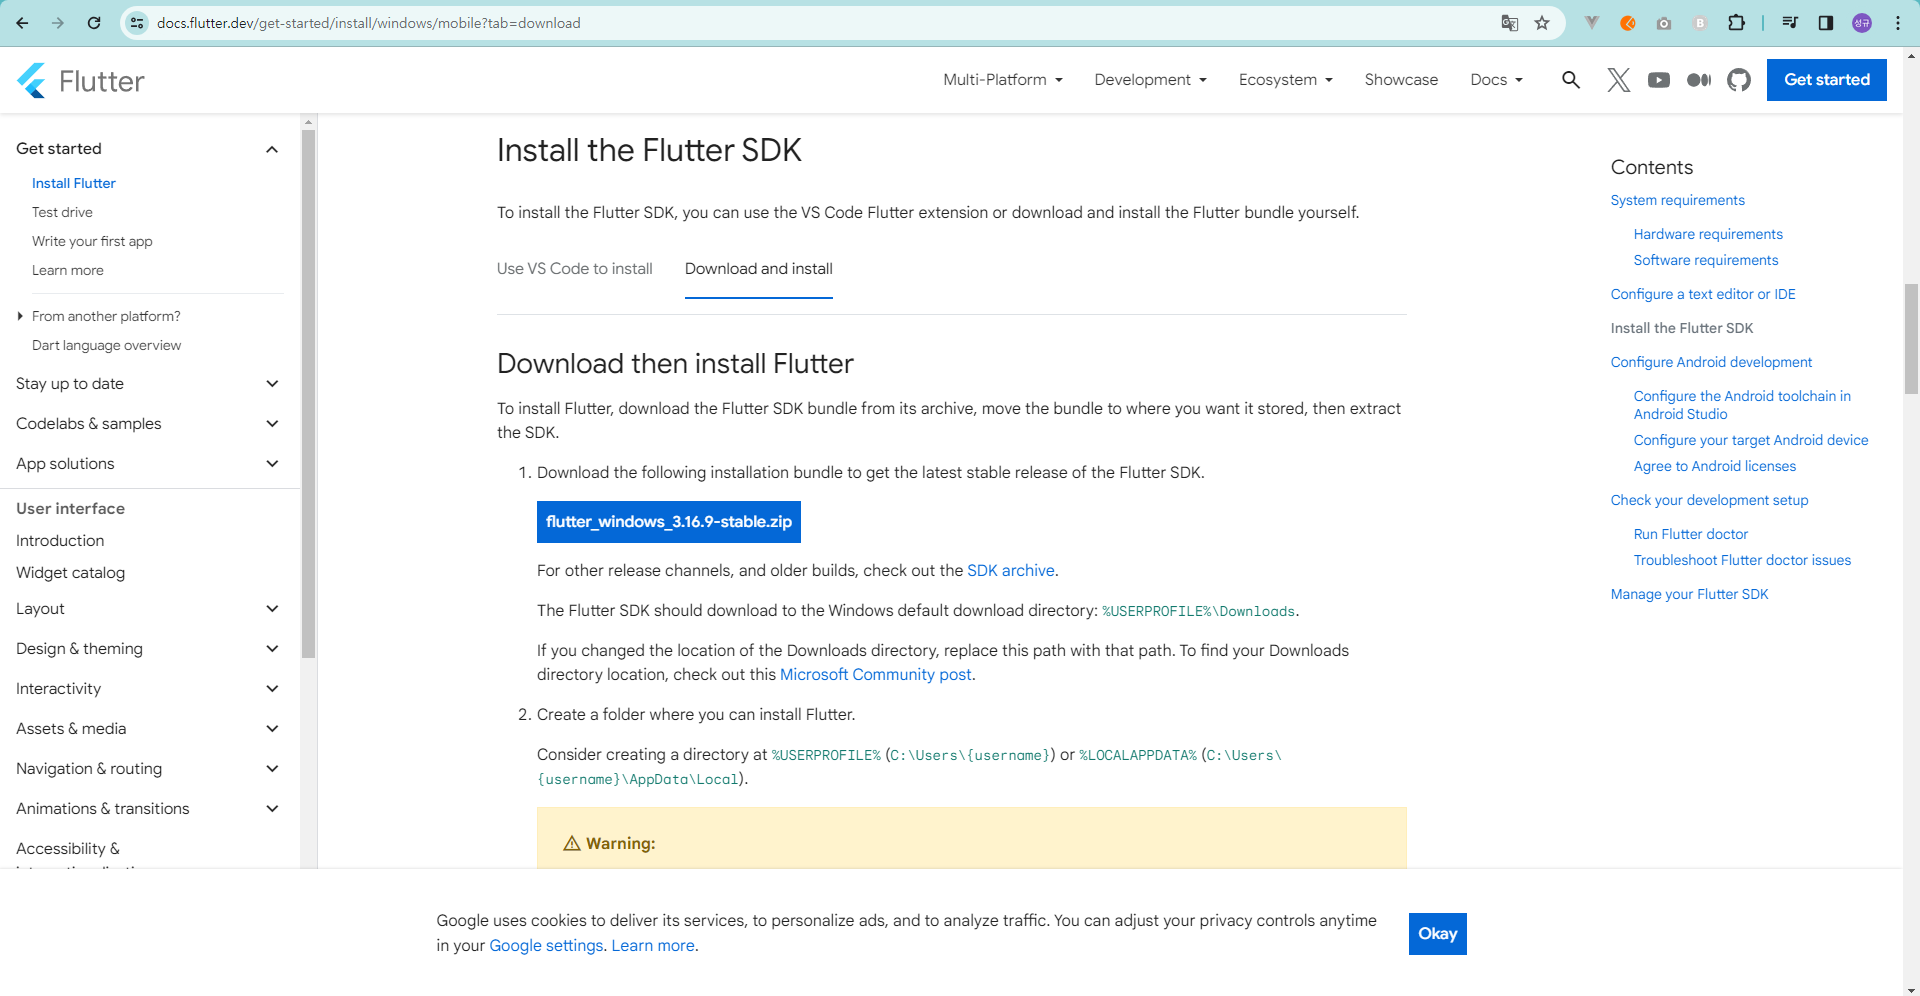 docs.flutter.dev/get-started/install/windows/mobile?tab=download
B
성규
Flutter
Multi-Platform
Development
Ecosystem
Showcase
Docs
Get started
Get started
Install Flutter
Test drive
Write your first app
Learn more
From another platform?
Dart language overview
Stay up to date
Codelabs & samples
App solutions
User interface
Introduction
Widget catalog
Layout
Design & theming
Interactivity
Assets & media
Navigation & routing
Animations & transitions
Accessibility &
Install the Flutter SDK
To install the Flutter SDK, you can use the VS Code Flutter extension or download and install the Flutter bundle yourself.
Use VS Code to install
Download and install
Download then install Flutter
To install Flutter, download the Flutter SDK bundle from its archive, move the bundle to where you want it stored, then extract
the SDK.
1. Download the following installation bundle to get the latest stable release of the Flutter SDK.
flutter_windows_3.16.9-stable.zip
For other release channels, and older builds, check out the SDK archive.
The Flutter SDK should download to the Windows default download directory: %USERPROFILE%\Downloads.
If you changed the location of the Downloads directory, replace this path with that path. To find your Downloads
directory location, check out this Microsoft Community post.
2. Create a folder where you can install Flutter.
Consider creating a directory at %USERPROFILE% (C:\Users\{username}) or %LOCALAPPDATA% (C:\Users\
{username}\AppData\Local).
Warning:
Contents
System requirements
Hardware requirements
Software requirements
Configure a text editor or IDE
Install the Flutter SDK
Configure Android development
Configure the Android toolchain in
Android Studio
Configure your target Android device
Agree to Android licenses
Check your development setup
Run Flutter doctor
Troubleshoot Flutter doctor issues
Manage your Flutter SDK
Google uses cookies to deliver its services, to personalize ads, and to analyze traffic. You can adjust your privacy controls anytime
in your Google settings. Learn more.
Okay